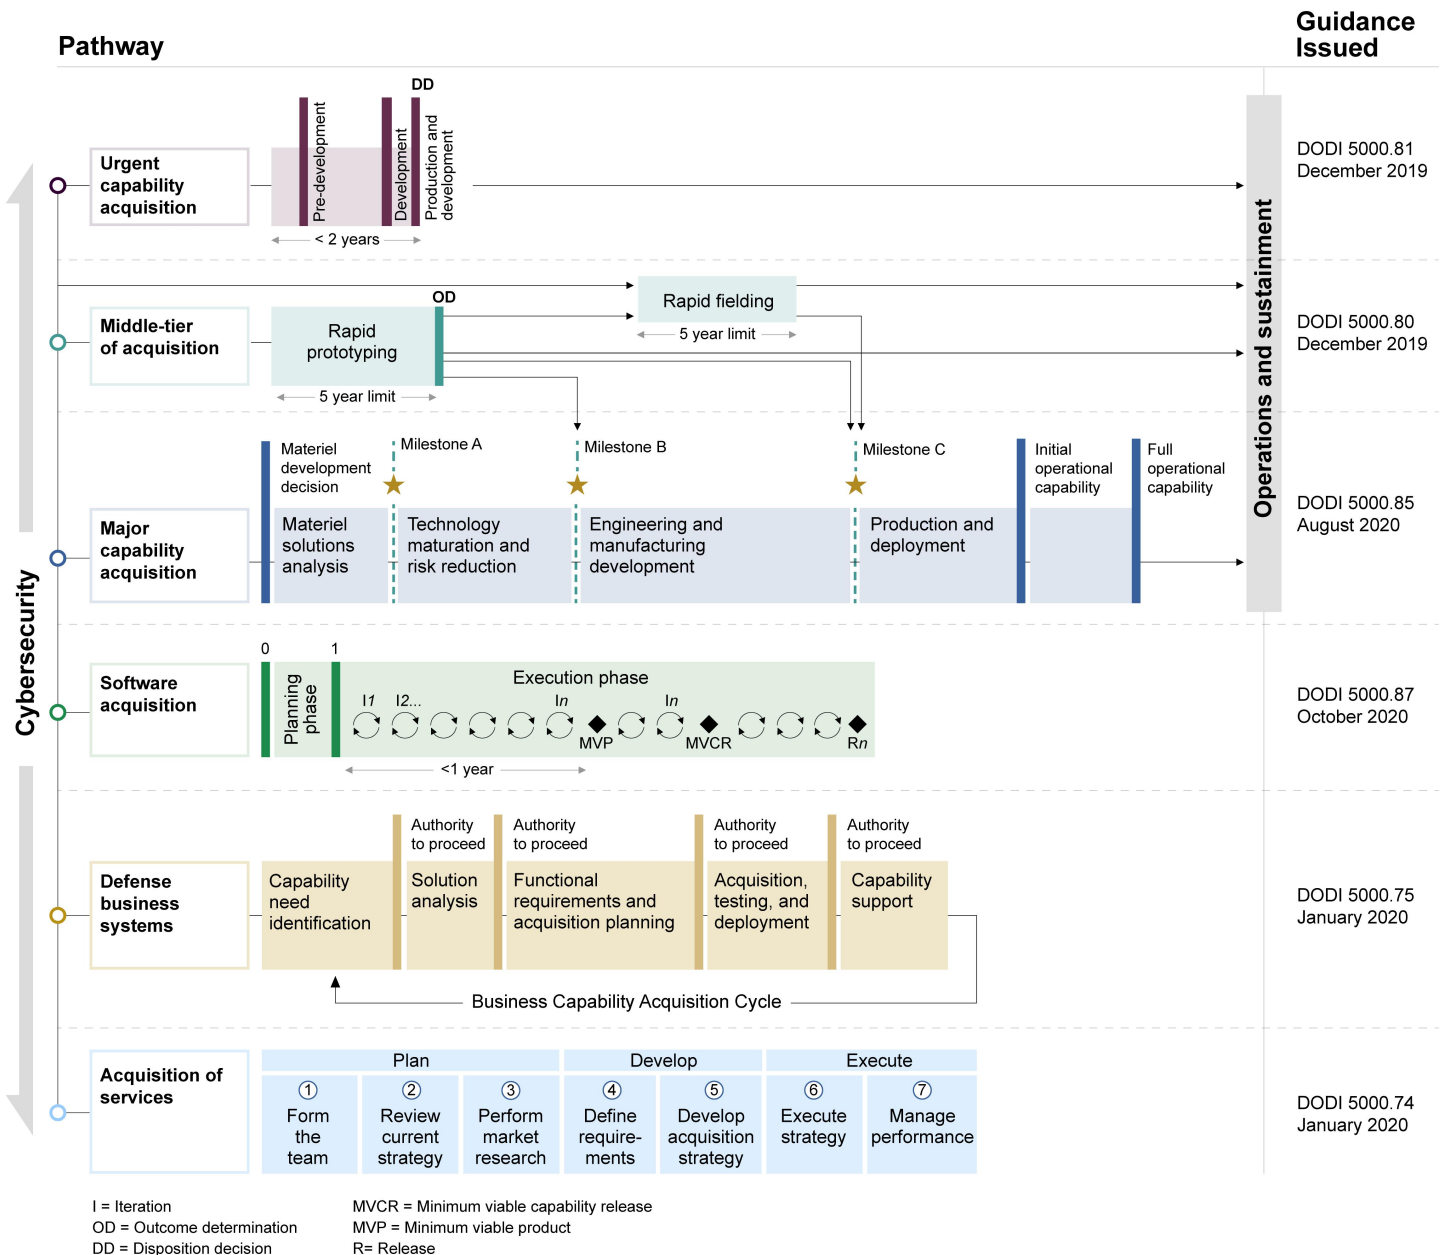 Pathway
Guidance
Issued
Cybersecurity
Operations and sustainment
Urgent
capability
acquisition
DD
Pre-development
Development
Production and
development
< 2 years
DODI 5000.81
December 2019
Middle-tier
of acquisition
Rapid
prototyping
OD
5 year limit
Rapid fielding
5 year limit
DODI 5000.80
December 2019
Major
capability
acquisition
Materiel
development
decision
Milestone A
Milestone B
Milestone C
Initial
operational
capability
Full
operational
capability
Materiel
solutions
analysis
Technology
maturation and
risk reduction
Engineering and
manufacturing
development
Production and
deployment
DODI 5000.85
August 2020
Software
acquisition
0
1
Planning
phase
Execution phase
I1
I2...
In
In
MVP
MVCR
Rn
<1 year
DODI 5000.87
October 2020
Defense
business
systems
Authority
to proceed
Authority
to proceed
Authority
to proceed
Authority
to proceed
Capability
need
identification
Solution
analysis
Functional
requirements and
acquisition planning
Acquisition,
testing, and
deployment
Capability
support
Business Capability Acquisition Cycle
DODI 5000.75
January 2020
Acquisition of
services
Plan
Develop
Execute
1
Form
the
team
2
Review
current
strategy
3
Perform
market
research
4
Define
require-
ments
5
Develop
acquisition
strategy
6
Execute
strategy
7
Manage
performance
DODI 5000.74
January 2020
I = Iteration
OD = Outcome determination
DD = Disposition decision
MVCR = Minimum viable capability release
MVP = Minimum viable product
R= Release